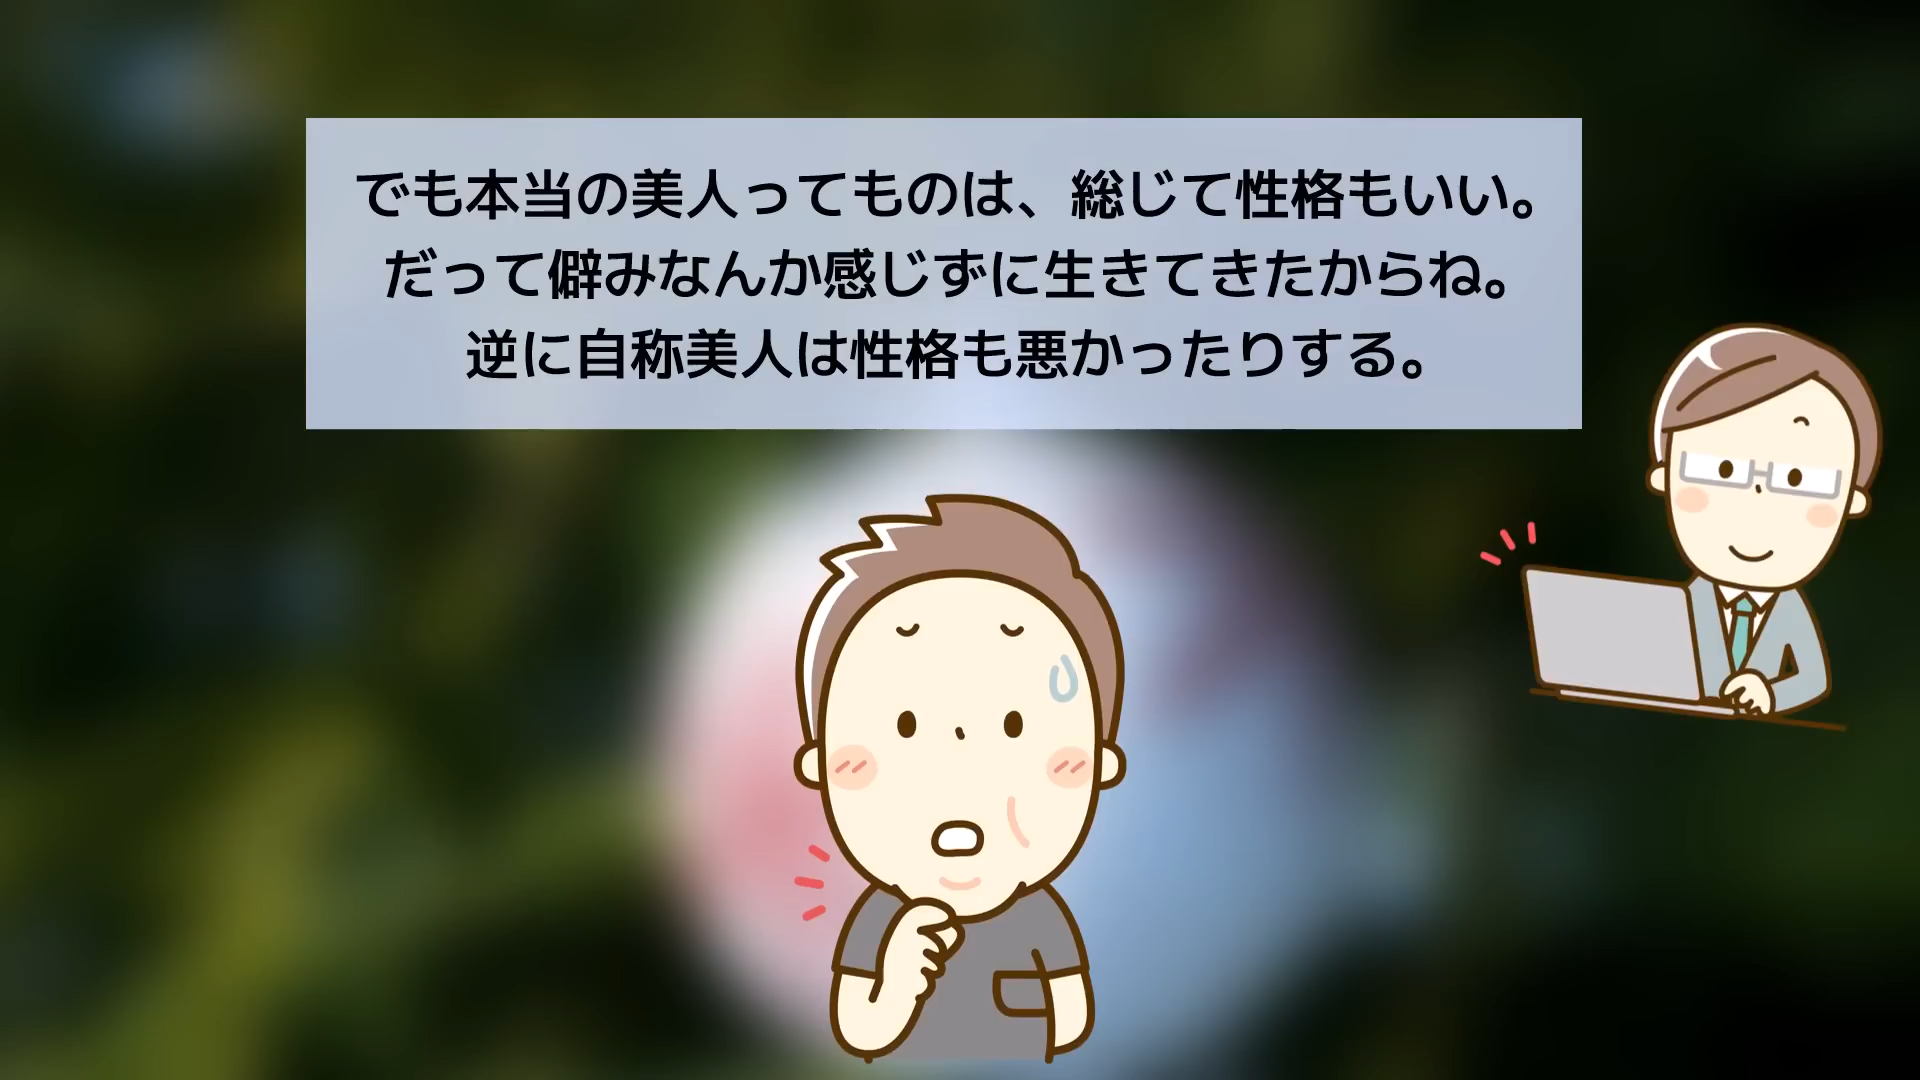 でも本当の美人ってものは、総じて性格もいい。
だって僻みなんか感じずに生きてきたからね。
逆に自称美人は性格も悪かったりする。